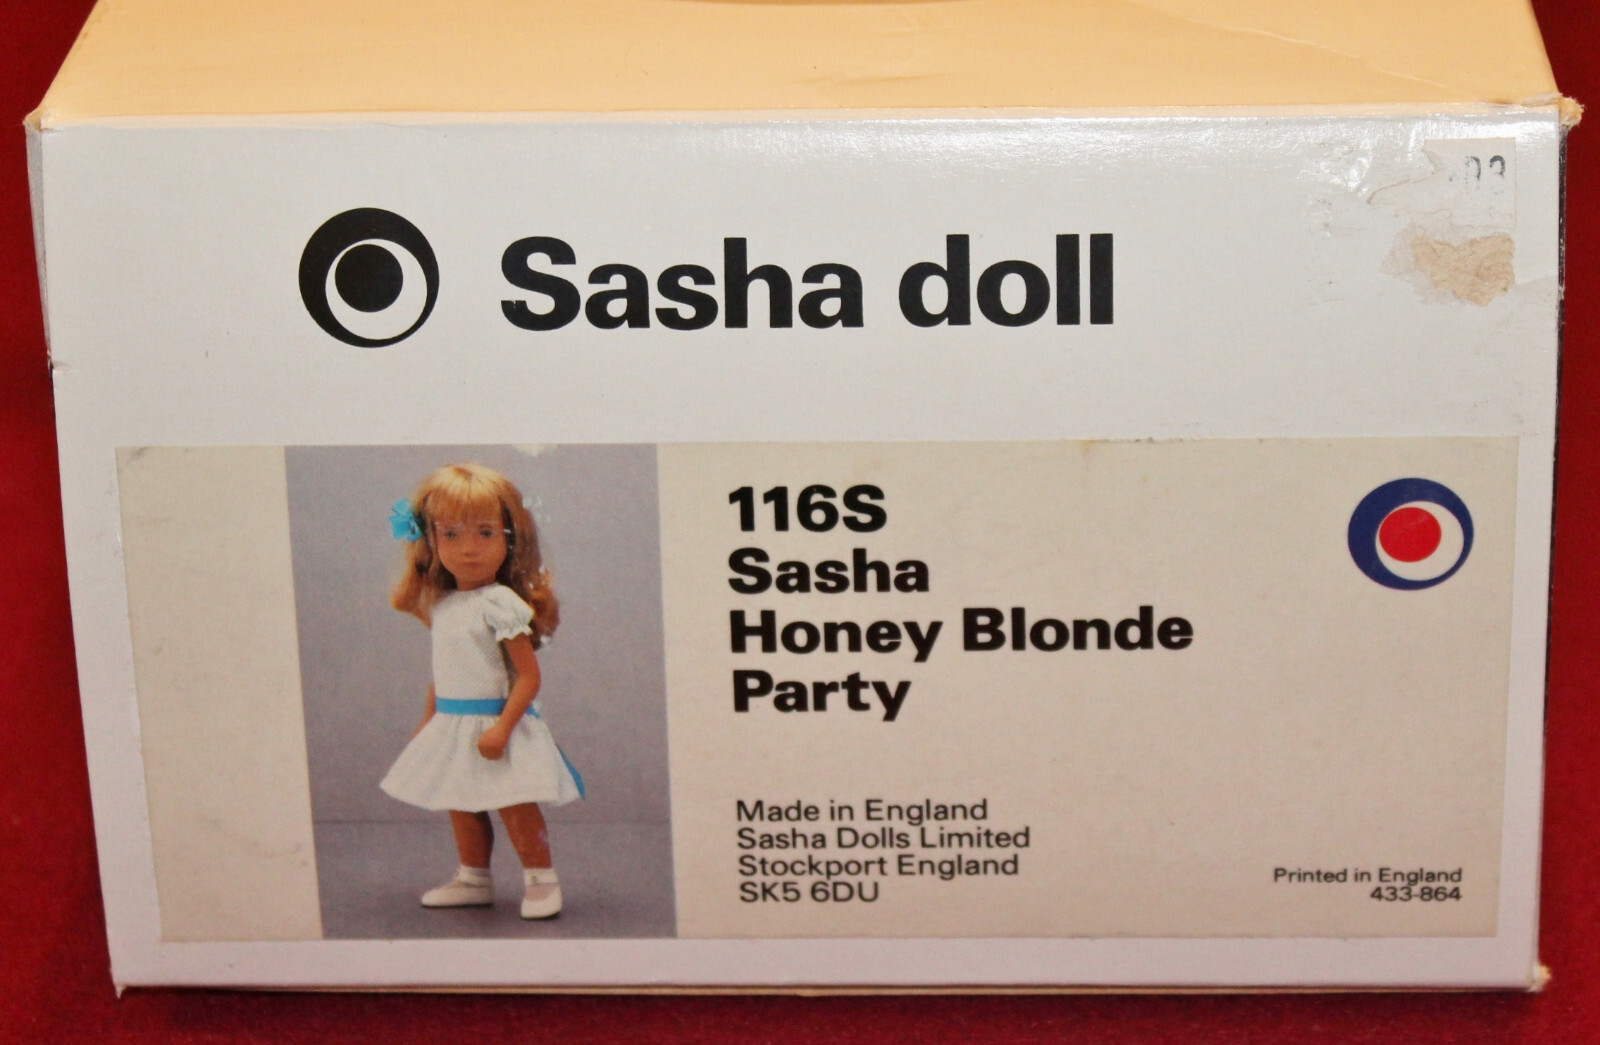 Sasha doll
116S
Sasha
Honey Blonde
Party
Made in England
Sasha Dolls Limited
Stockport England
SK5 6DU
Printed in England
433-864